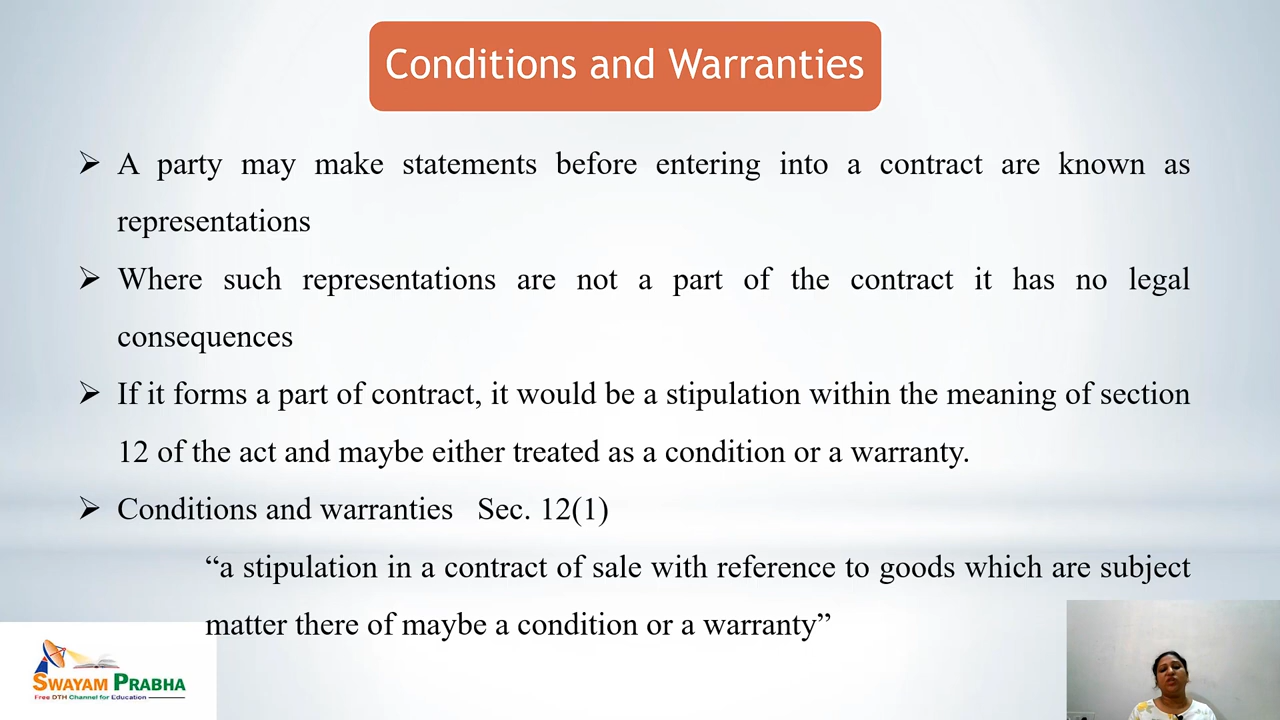 Conditions and Warranties
➢ A party may make statements before entering into a contract are known as
representations
➢ Where such representations are not a part of the contract it has no legal
consequences
➢ If it forms a part of contract, it would be a stipulation within the meaning of section
12 of the act and maybe either treated as a condition or a warranty.
➢ Conditions and warranties Sec. 12(1)
“a stipulation in a contract of sale with reference to goods which are subject
matter there of maybe a condition or a warranty”
SWAYAM PRABHA
Free DTH Channel for Education